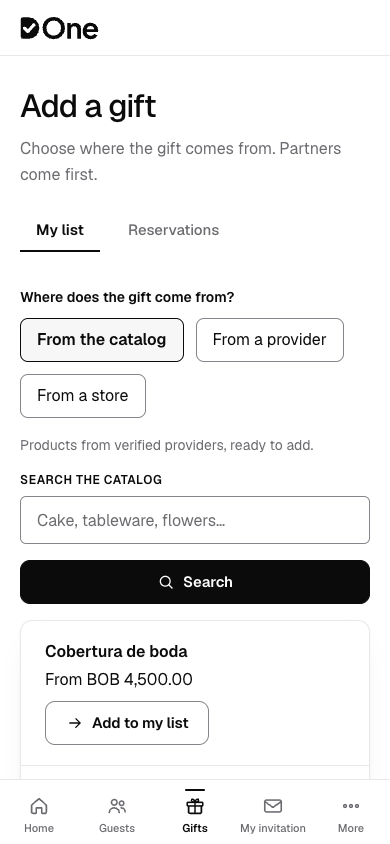 DOne
Add a gift
Choose where the gift comes from. Partners
come first.
My list
Reservations
Where does the gift come from?
From the catalog
From a provider
From a store
Products from verified providers, ready to add.
SEARCH THE CATALOG
Cake, tableware, flowers...
Search
Cobertura de boda
From BOB 4,500.00
Add to my list
Home
Guests
Gifts
My invitation
More